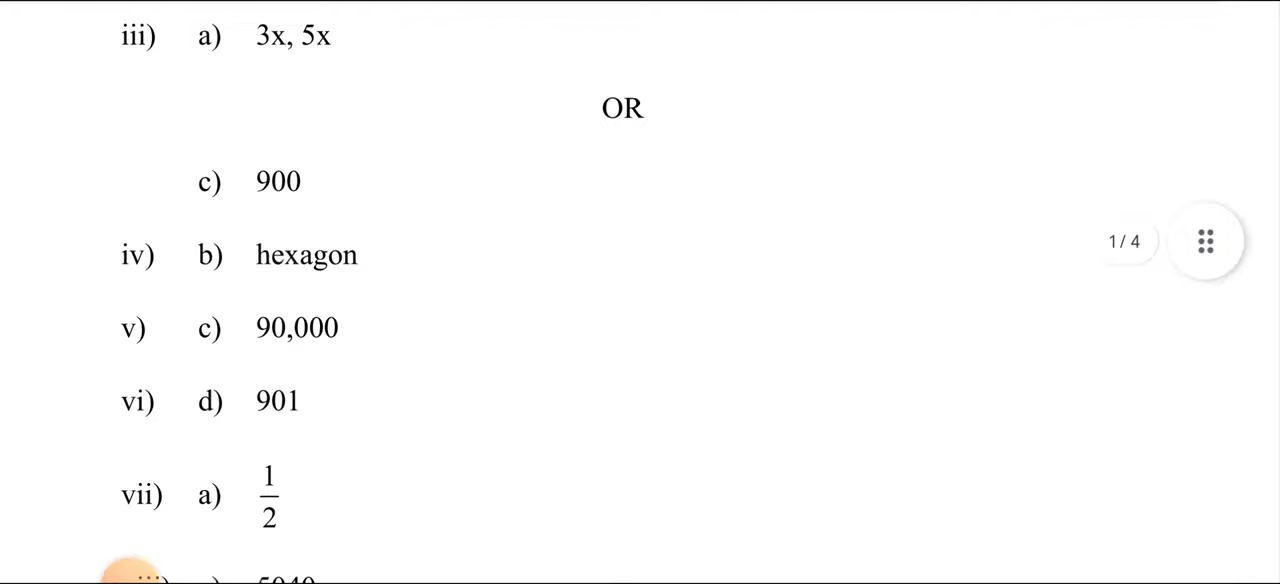 iii) a) 3x, 5x
OR
c) 900
iv) b) hexagon
1 / 4
v) c) 90,000
vi) d) 901
vii) a) 1/2